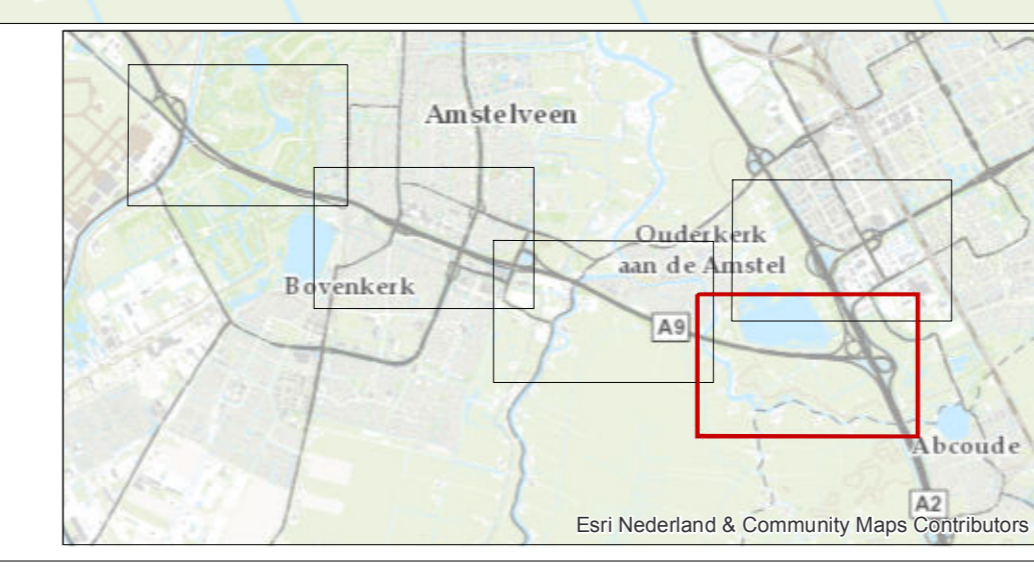 Amstelveen
Ouderkerk
aan de Amstel
Bovenkerk
A9
Abcoude
A2
Esri Nederland & Community Maps Contributors